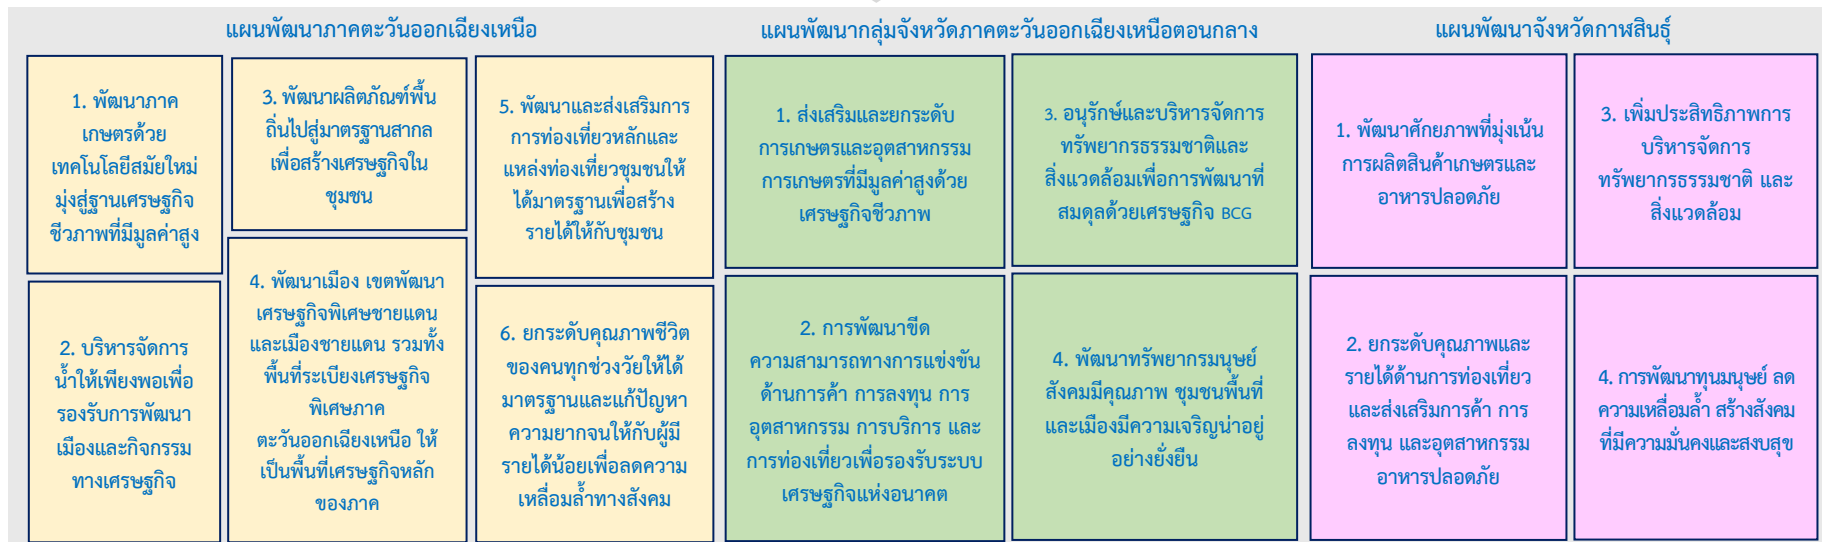 แผนพัฒนาภาคตะวันออกเฉียงเหนือ
1. พัฒนาภาค
เกษตรด้วย
เทคโนโลยีสมัยใหม่
มุ่งสู่ฐานเศรษฐกิจ
ชีวภาพที่มีมูลค่าสูง
2. บริหารจัดการ
น้ำให้เพียงพอเพื่อ
รองรับการพัฒนา
เมืองและกิจกรรม
ทางเศรษฐกิจ
3. พัฒนาผลิตภัณฑ์พื้น
ถิ่นไปสู่มาตรฐานสากล
เพื่อสร้างเศรษฐกิจใน
ชุมชน
4. พัฒนาเมือง เขตพัฒนา
เศรษฐกิจพิเศษชายแดน
และเมืองชายแดน รวมทั้ง
พื้นที่ระเบียงเศรษฐกิจ
พิเศษภาค
ตะวันออกเฉียงเหนือ ให้
เป็นพื้นที่เศรษฐกิจหลัก
ของภาค
5. พัฒนาและส่งเสริมการ
การท่องเที่ยวหลักและ
แหล่งท่องเที่ยวชุมชนให้
ได้มาตรฐานเพื่อสร้าง
รายได้ให้กับชุมชน
6. ยกระดับคุณภาพชีวิต
ของคนทุกช่วงวัยให้ได้
มาตรฐานและแก้ปัญหา
ความยากจนให้กับผู้มี
รายได้น้อยเพื่อลดความ
เหลื่อมล้ำทางสังคม
แผนพัฒนากลุ่มจังหวัดภาคตะวันออกเฉียงเหนือตอนกลาง
1. ส่งเสริมและยกระดับ
การเกษตรและอุตสาหกรรม
การเกษตรที่มีมูลค่าสูงด้วย
เศรษฐกิจชีวภาพ
2. การพัฒนาขีด
ความสามารถทางการแข่งขัน
ด้านการค้า การลงทุน การ
อุตสาหกรรม การบริการ และ
การท่องเที่ยวเพื่อรองรับระบบ
เศรษฐกิจแห่งอนาคต
3. อนุรักษ์และบริหารจัดการ
ทรัพยากรธรรมชาติและ
สิ่งแวดล้อมเพื่อการพัฒนาที่
สมดุลด้วยเศรษฐกิจ BCG
4. พัฒนาทรัพยากรมนุษย์
สังคมมีคุณภาพ ชุมชนพื้นที่
และเมืองมีความเจริญน่าอยู่
อย่างยั่งยืน
แผนพัฒนาจังหวัดกาฬสินธุ์
1. พัฒนาศักยภาพที่มุ่งเน้น
การผลิตสินค้าเกษตรและ
อาหารปลอดภัย
2. ยกระดับคุณภาพและ
รายได้ด้านการท่องเที่ยว
และส่งเสริมการค้า การ
ลงทุน และอุตสาหกรรม
อาหารปลอดภัย
3. เพิ่มประสิทธิภาพการ
บริหารจัดการ
ทรัพยากรธรรมชาติ และ
สิ่งแวดล้อม
4. การพัฒนาทุนมนุษย์ ลด
ความเหลื่อมล้ำ สร้างสังคม
ที่มีความมั่นคงและสงบสุข